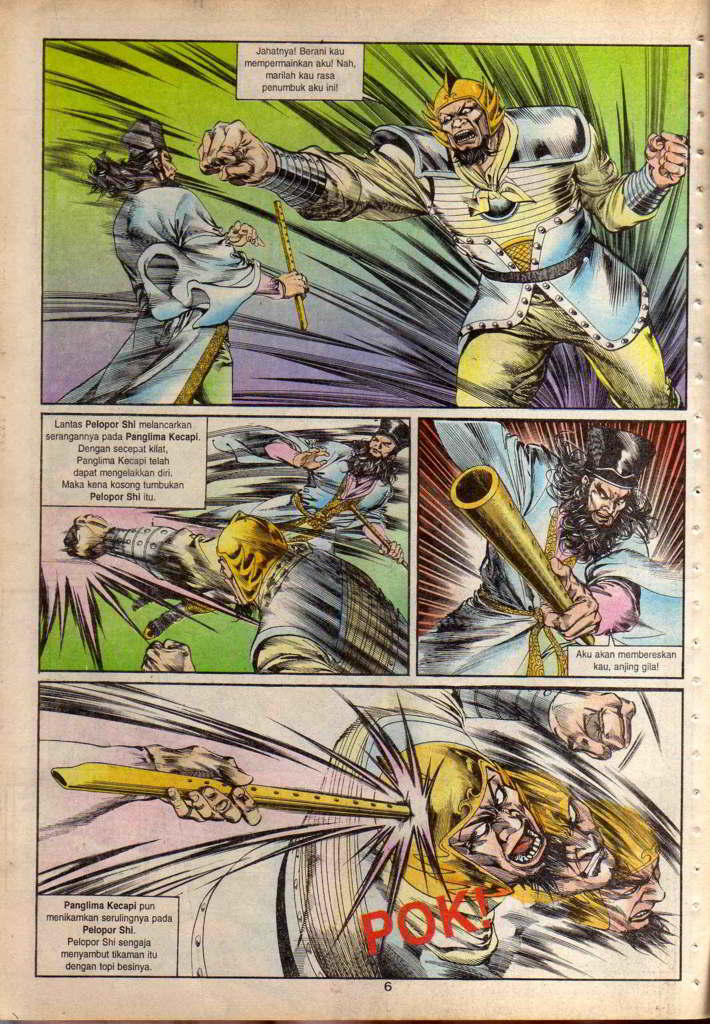 Jahatnya! Berani kau
mempermainkan aku! Nah,
marilah kau rasa
penumbuk aku ini!
Lantas Pelopor Shi melancarkan
serangannya pada Panglima Kecapi.
Dengan secepat kilat,
Panglima Kecapi telah
dapat mengelakkan diri.
Maka kena kosong tumbukan
Pelopor Shi itu.
Aku akan membereskan
kau, anjing gila!
Panglima Kecapi pun
menikamkan serulingnya pada
Pelopor Shi.
Pelopor Shi sengaja
menyambut tikaman itu
dengan topi besinya.
POK!
6